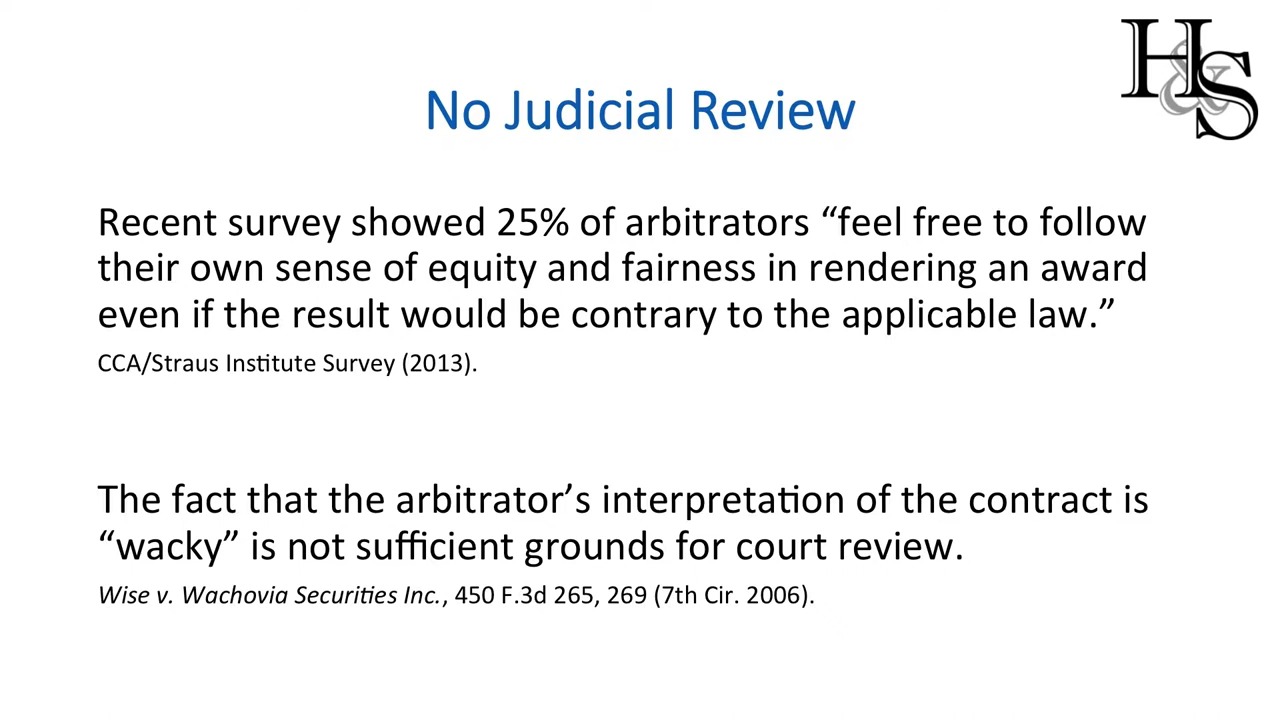 H&S
No Judicial Review
Recent survey showed 25% of arbitrators “feel free to follow
their own sense of equity and fairness in rendering an award
even if the result would be contrary to the applicable law.”
CCA/Straus Institute Survey (2013).
The fact that the arbitrator’s interpretation of the contract is
“wacky” is not sufficient grounds for court review.
Wise v. Wachovia Securities Inc., 450 F.3d 265, 269 (7th Cir. 2006).